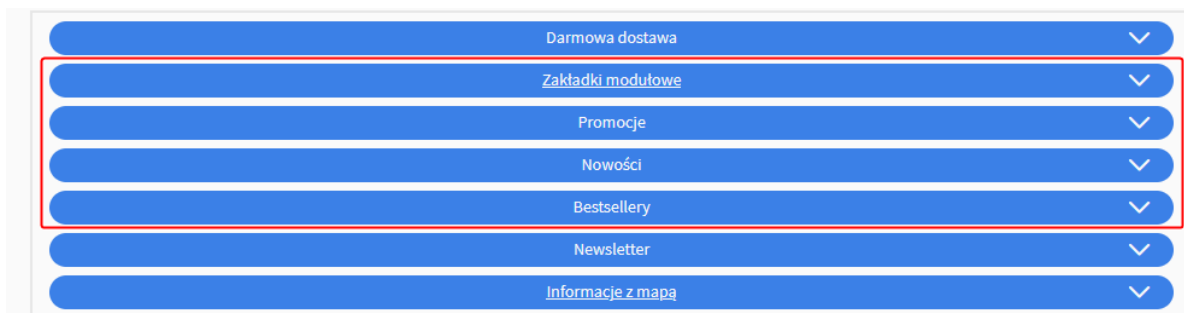 Darmowa dostawa
Zakładki modułowe
Promocje
Nowości
Bestsellery
Newsletter
Informacje z mapą